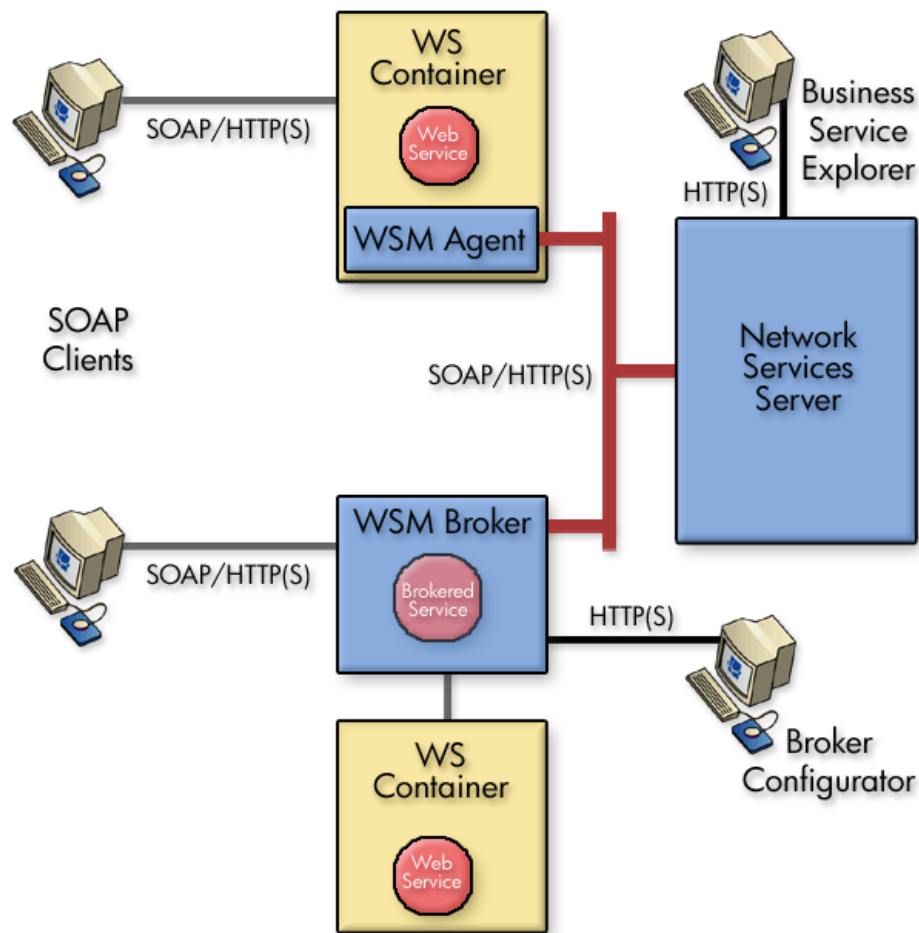 WS
Container
Web
Service
WSM Agent
SOAP/HTTP(S)
Business
Service
Explorer
HTTP(S)
SOAP
Clients
SOAP/HTTP(S)
Network
Services
Server
WSM Broker
Brokered
Service
SOAP/HTTP(S)
HTTP(S)
Broker
Configurator
WS
Container
Web
Service